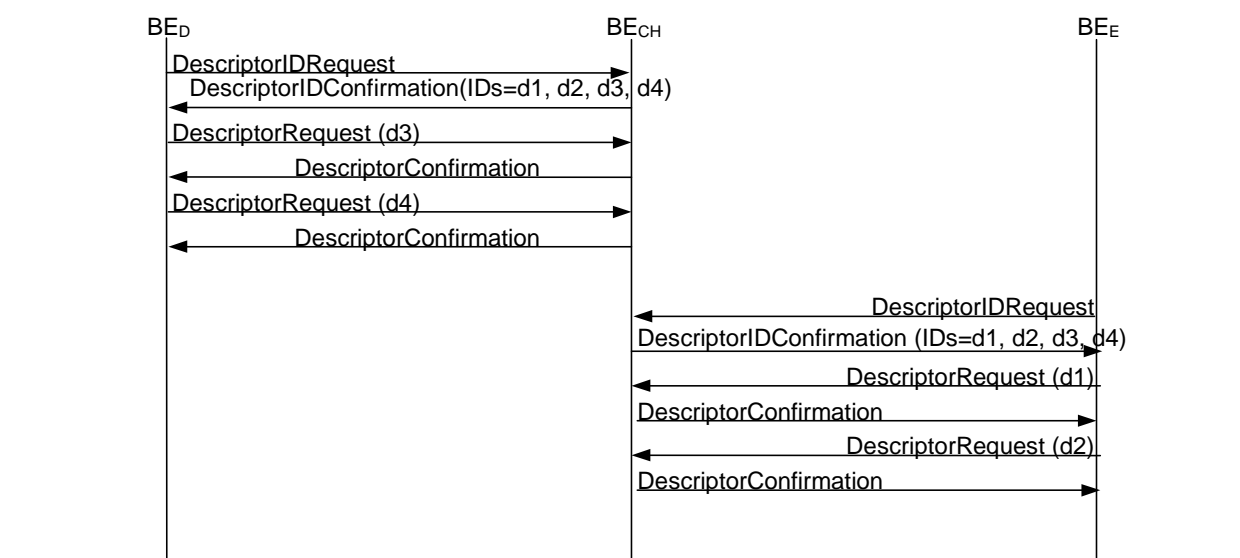 BED BECH BEE
DescriptorIDRequest
DescriptorIDConfirmation(IDs=d1, d2, d3, d4)
DescriptorRequest (d3)
DescriptorConfirmation
DescriptorRequest (d4)
DescriptorConfirmation
DescriptorIDRequest
DescriptorIDConfirmation (IDs=d1, d2, d3, d4)
DescriptorRequest (d1)
DescriptorConfirmation
DescriptorRequest (d2)
DescriptorConfirmation